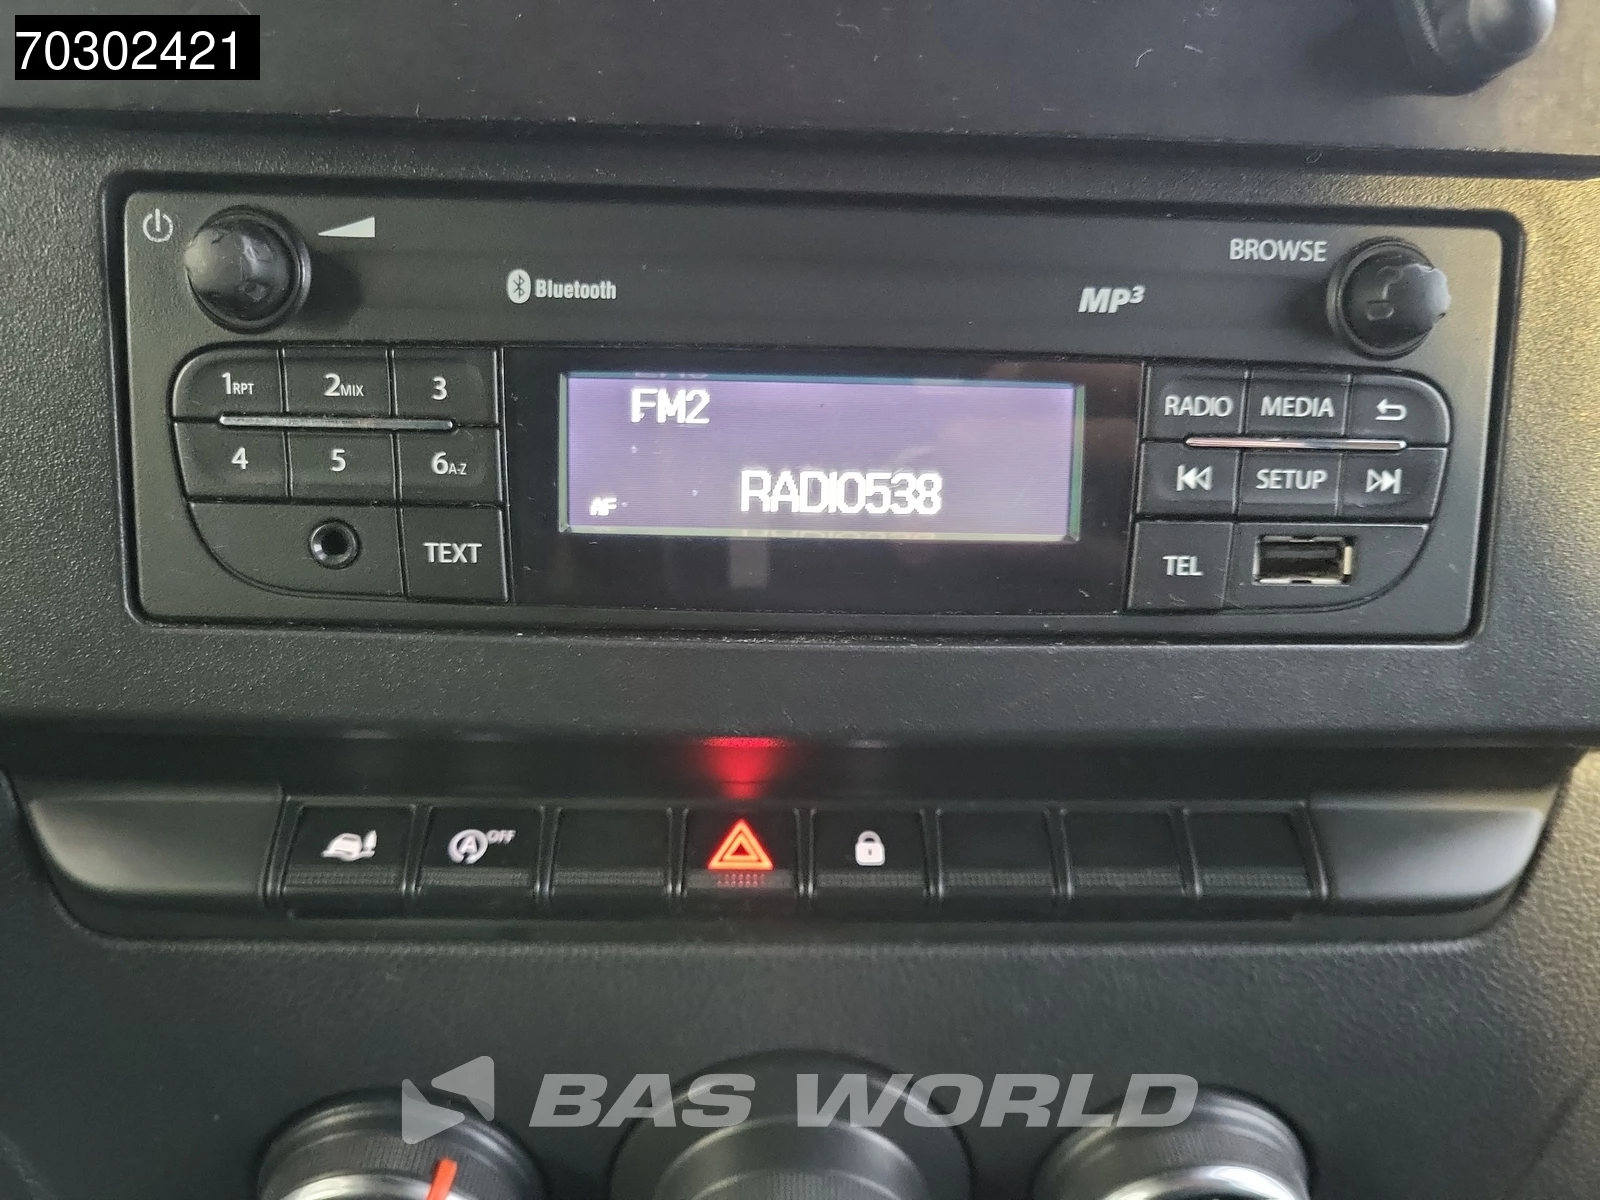 70302421
BROWSE
Bluetooth
MP3
1RPT 2MIX 3
FM2
RADIO MEDIA
4 5 6A-Z
AF RADIO538
SETUP
TEXT
TEL
A OFF
BAS WORLD